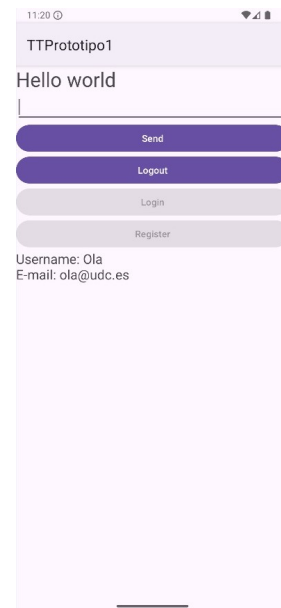 11:20
TTPrototipo1
Hello world
Send
Logout
Login
Register
Username: Ola
E-mail: ola@udc.es